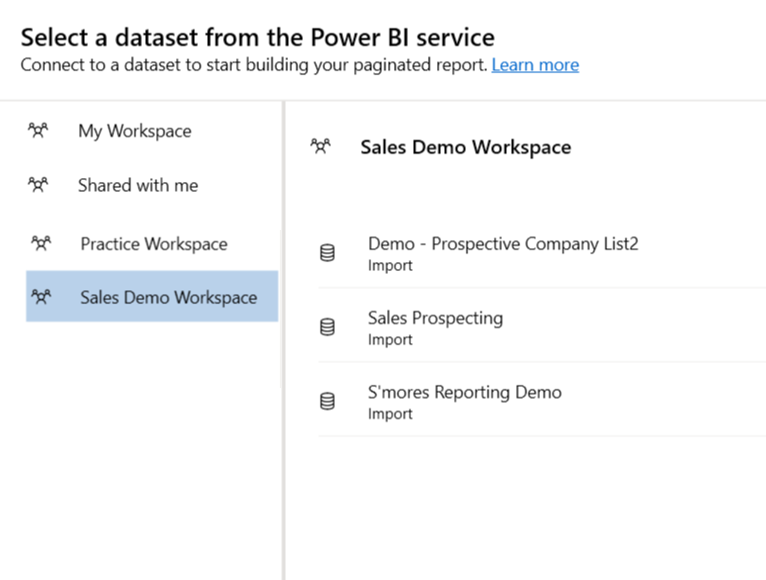 Select a dataset from the Power BI service
Connect to a dataset to start building your paginated report. Learn more
My Workspace
Shared with me
Practice Workspace
Sales Demo Workspace
Sales Demo Workspace
Demo - Prospective Company List2
Import
Sales Prospecting
Import
S'mores Reporting Demo
Import